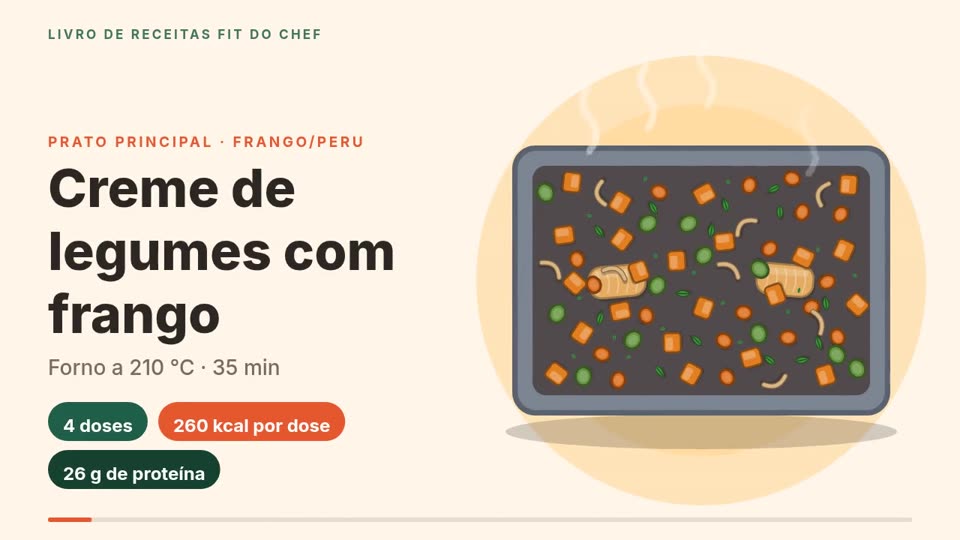 LIVRO DE RECEITAS FIT DO CHEF
PRATO PRINCIPAL · FRANGO/PERU
Creme de
legumes com
frango
Forno a 210 °C · 35 min
4 doses
260 kcal por dose
26 g de proteína